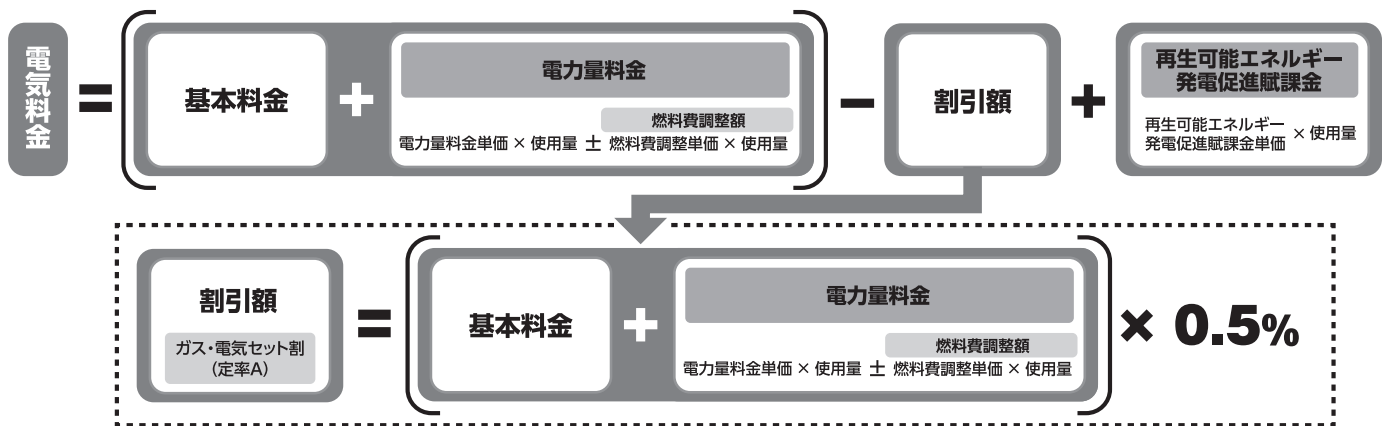 電気料金
=
基本料金
+
電力量料金
燃料費調整額
電力量料金単価 × 使用量 ± 燃料費調整単価 × 使用量
−
割引額
+
再生可能エネルギー
発電促進賦課金
再生可能エネルギー
発電促進賦課金単価 × 使用量
割引額
ガス・電気セット割
(定率A)
=
基本料金
+
電力量料金
燃料費調整額
電力量料金単価 × 使用量 ± 燃料費調整単価 × 使用量
× 0.5%